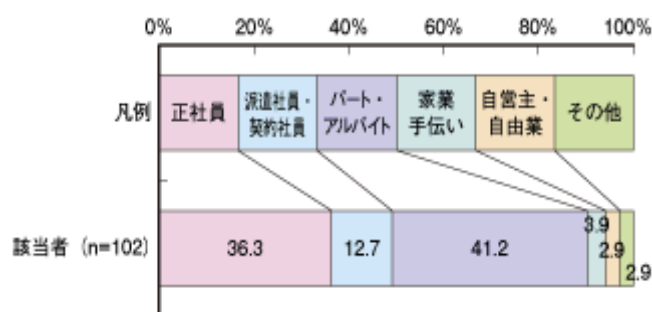 0% 20% 40% 60% 80% 100%
凡例
正社員
派遣社員・
契約社員
パート・
アルバイト
家業
手伝い
自営主・
自由業
その他
該当者 (n=102)
36.3
12.7
41.2
3.9
2.9
2.9